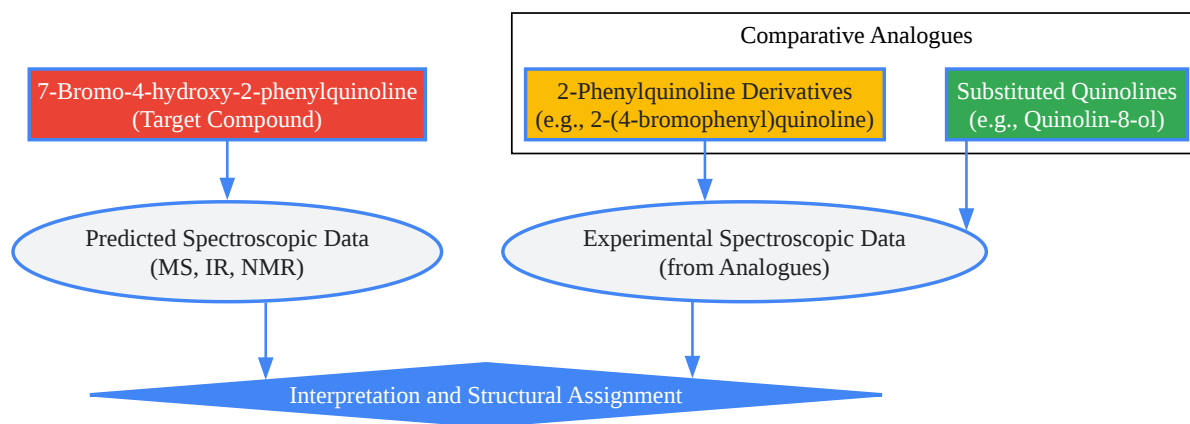 Comparative Analogues
7-Bromo-4-hydroxy-2-phenylquinoline
(Target Compound)
2-Phenylquinoline Derivatives
(e.g., 2-(4-bromophenyl)quinoline)
Substituted Quinolines
(e.g., Quinolin-8-ol)
Predicted Spectroscopic Data
(MS, IR, NMR)
Experimental Spectroscopic Data
(from Analogues)
Interpretation and Structural Assignment